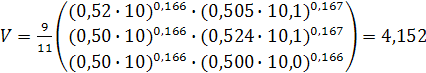 V = 9/11 ( (0,52 · 10)^0,166 · (0,505 · 10,1)^0,167
(0,50 · 10)^0,166 · (0,524 · 10,1)^0,167
(0,50 · 10)^0,166 · (0,500 · 10,0)^0,166 ) = 4,152